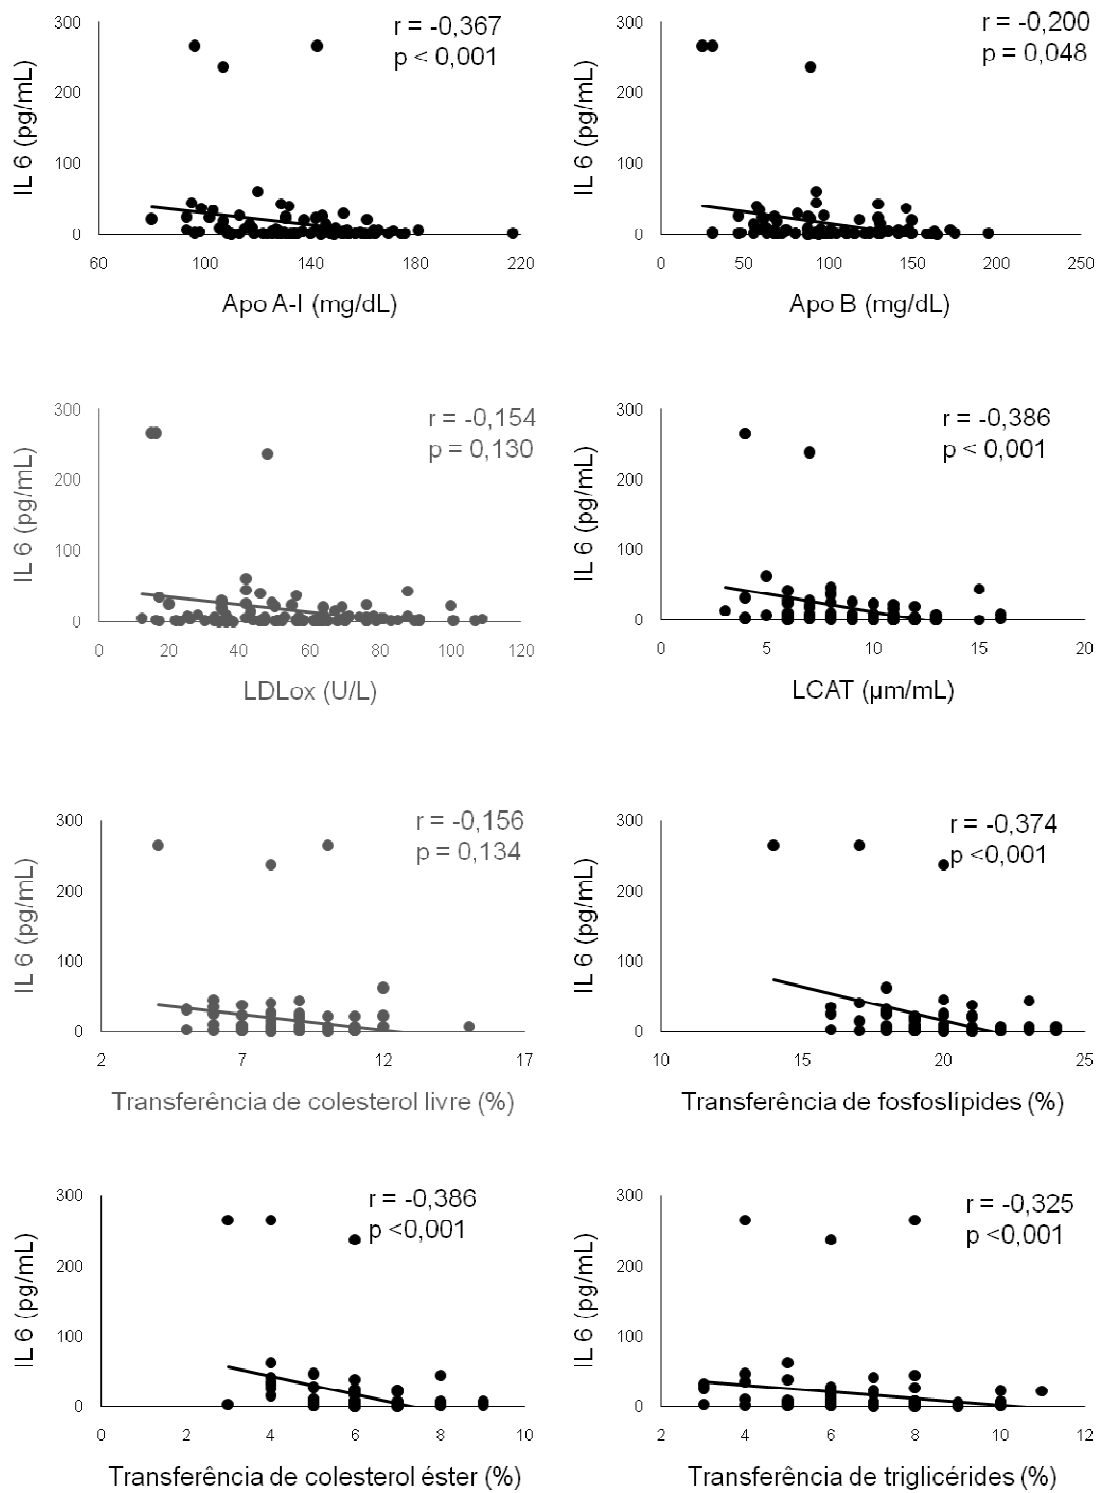 r = -0,367
p < 0,001
IL 6 (pg/mL)
300
200
100
0
60 100 140 180 220
Apo A-I (mg/dL)
r = -0,200
p = 0,048
IL 6 (pg/mL)
300
200
100
0
0 50 100 150 200 250
Apo B (mg/dL)
r = -0,154
p = 0,130
IL 6 (pg/mL)
300
200
100
0
0 20 40 60 80 100 120
LDLox (U/L)
r = -0,386
p < 0,001
IL 6 (pg/mL)
300
200
100
0
0 5 10 15 20
LCAT (µm/mL)
r = -0,156
p = 0,134
IL 6 (pg/mL)
300
200
100
0
2 7 12 17
Transferência de colesterol livre (%)
r = -0,374
p <0,001
IL 6 (pg/mL)
300
200
100
0
10 15 20 25
Transferência de fosfoslípides (%)
r = -0,386
p <0,001
IL 6 (pg/mL)
300
200
100
0
0 2 4 6 8 10
Transferência de colesterol éster (%)
r = -0,325
p <0,001
IL 6 (pg/mL)
300
200
100
0
2 4 6 8 10 12
Transferência de triglicérides (%)